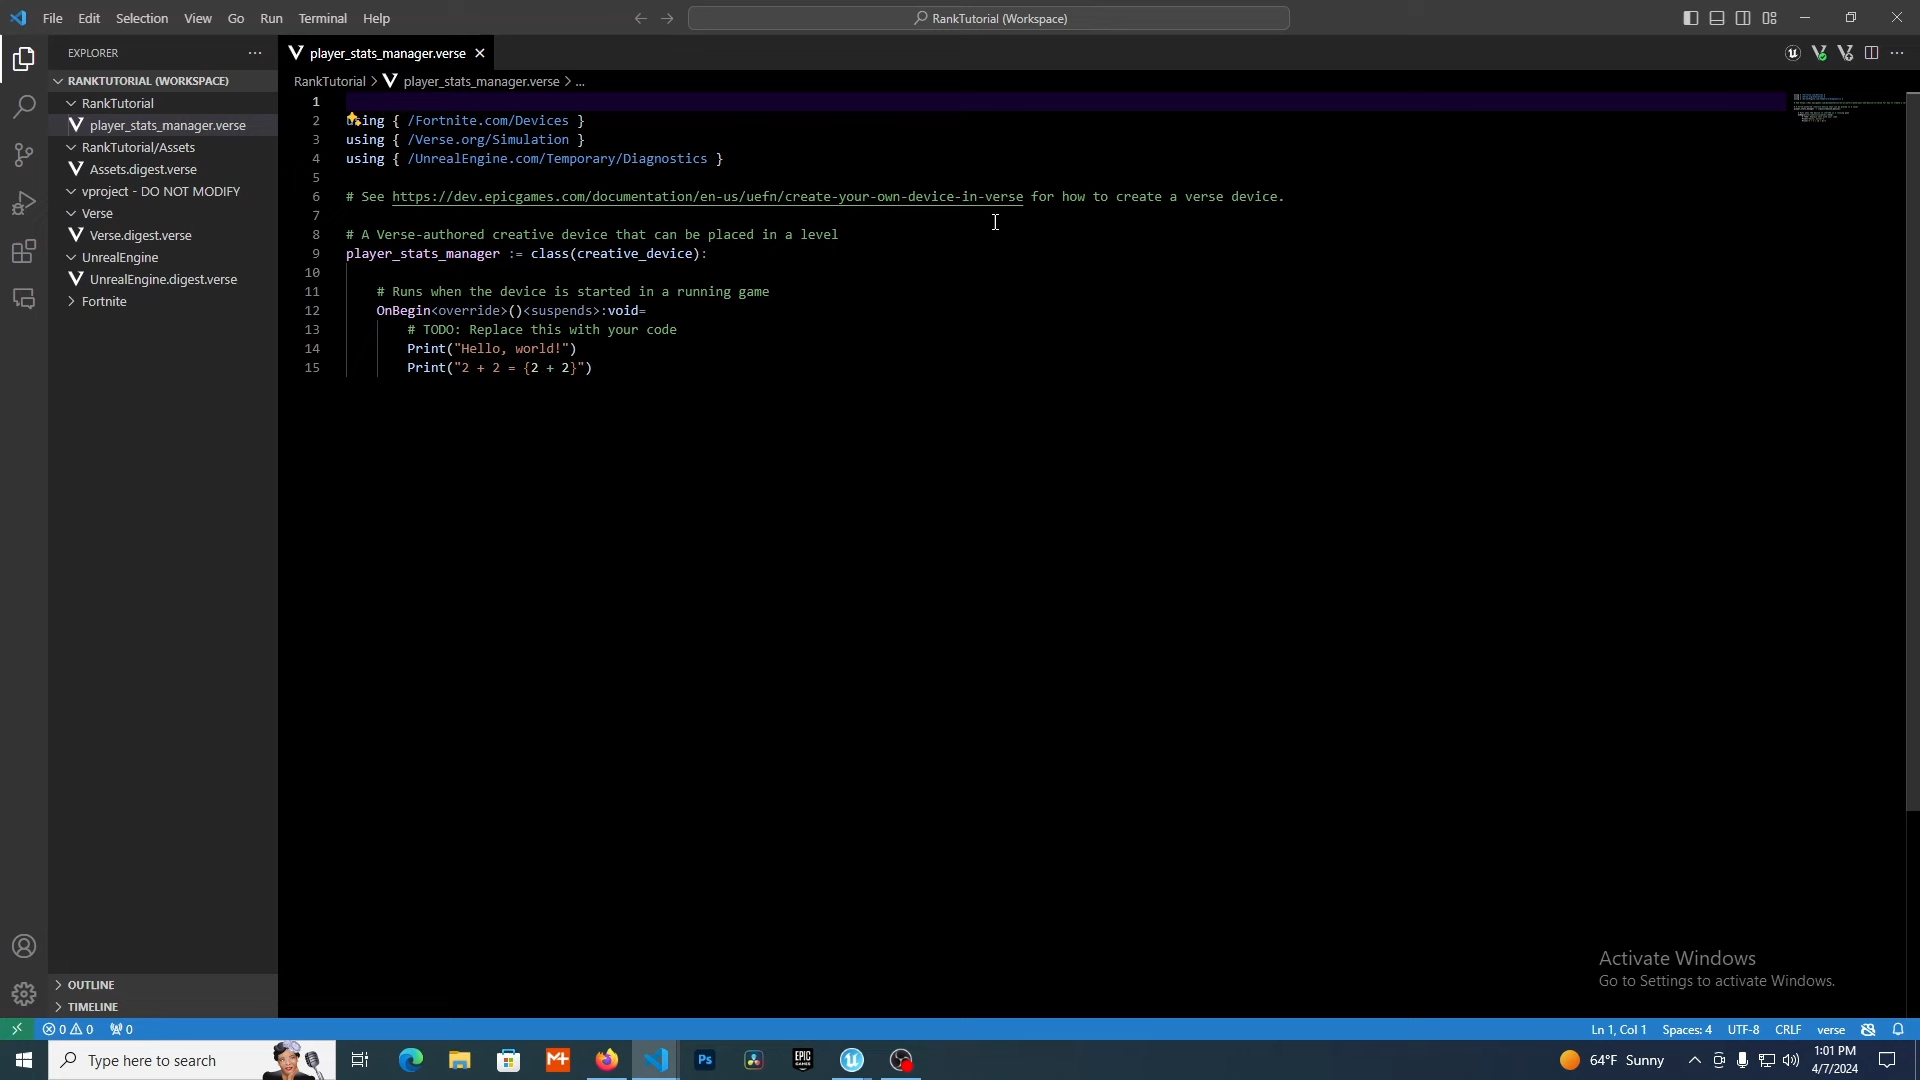 File Edit Selection View Go Run Terminal Help
RankTutorial (Workspace)
EXPLORER
RANKTUTORIAL (WORKSPACE)
RankTutorial
player_stats_manager.verse
RankTutorial/Assets
Assets.digest.verse
vproject - DO NOT MODIFY
Verse
Verse.digest.verse
UnrealEngine
UnrealEngine.digest.verse
Fortnite
OUTLINE
TIMELINE
player_stats_manager.verse
RankTutorial > player_stats_manager.verse > ...
1
2 using { /Fortnite.com/Devices }
3 using { /Verse.org/Simulation }
4 using { /UnrealEngine.com/Temporary/Diagnostics }
5
6 # See https://dev.epicgames.com/documentation/en-us/uefn/create-your-own-device-in-verse for how to create a verse device.
7
8 # A Verse-authored creative device that can be placed in a level
9 player_stats_manager := class(creative_device):
10
11 # Runs when the device is started in a running game
12 OnBegin<override>()<suspends>:void=
13 # TODO: Replace this with your code
14 Print("Hello, world!")
15 Print("2 + 2 = {2 + 2}")
Activate Windows
Go to Settings to activate Windows.
0 0 0
Ln 1, Col 1 Spaces: 4 UTF-8 CRLF verse
Type here to search
64°F Sunny
1:01 PM
4/7/2024